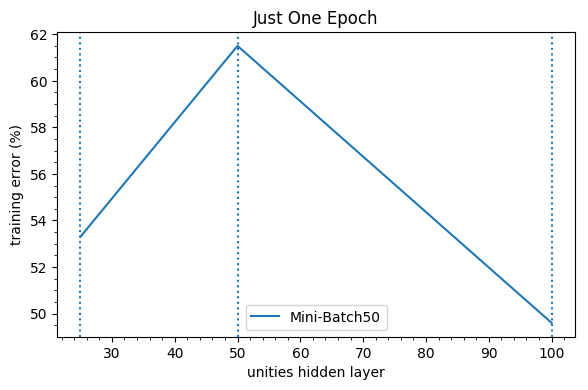 Just One Epoch
training error (%)
62
60
58
56
54
52
50
Mini-Batch50
30 40 50 60 70 80 90 100
unities hidden layer